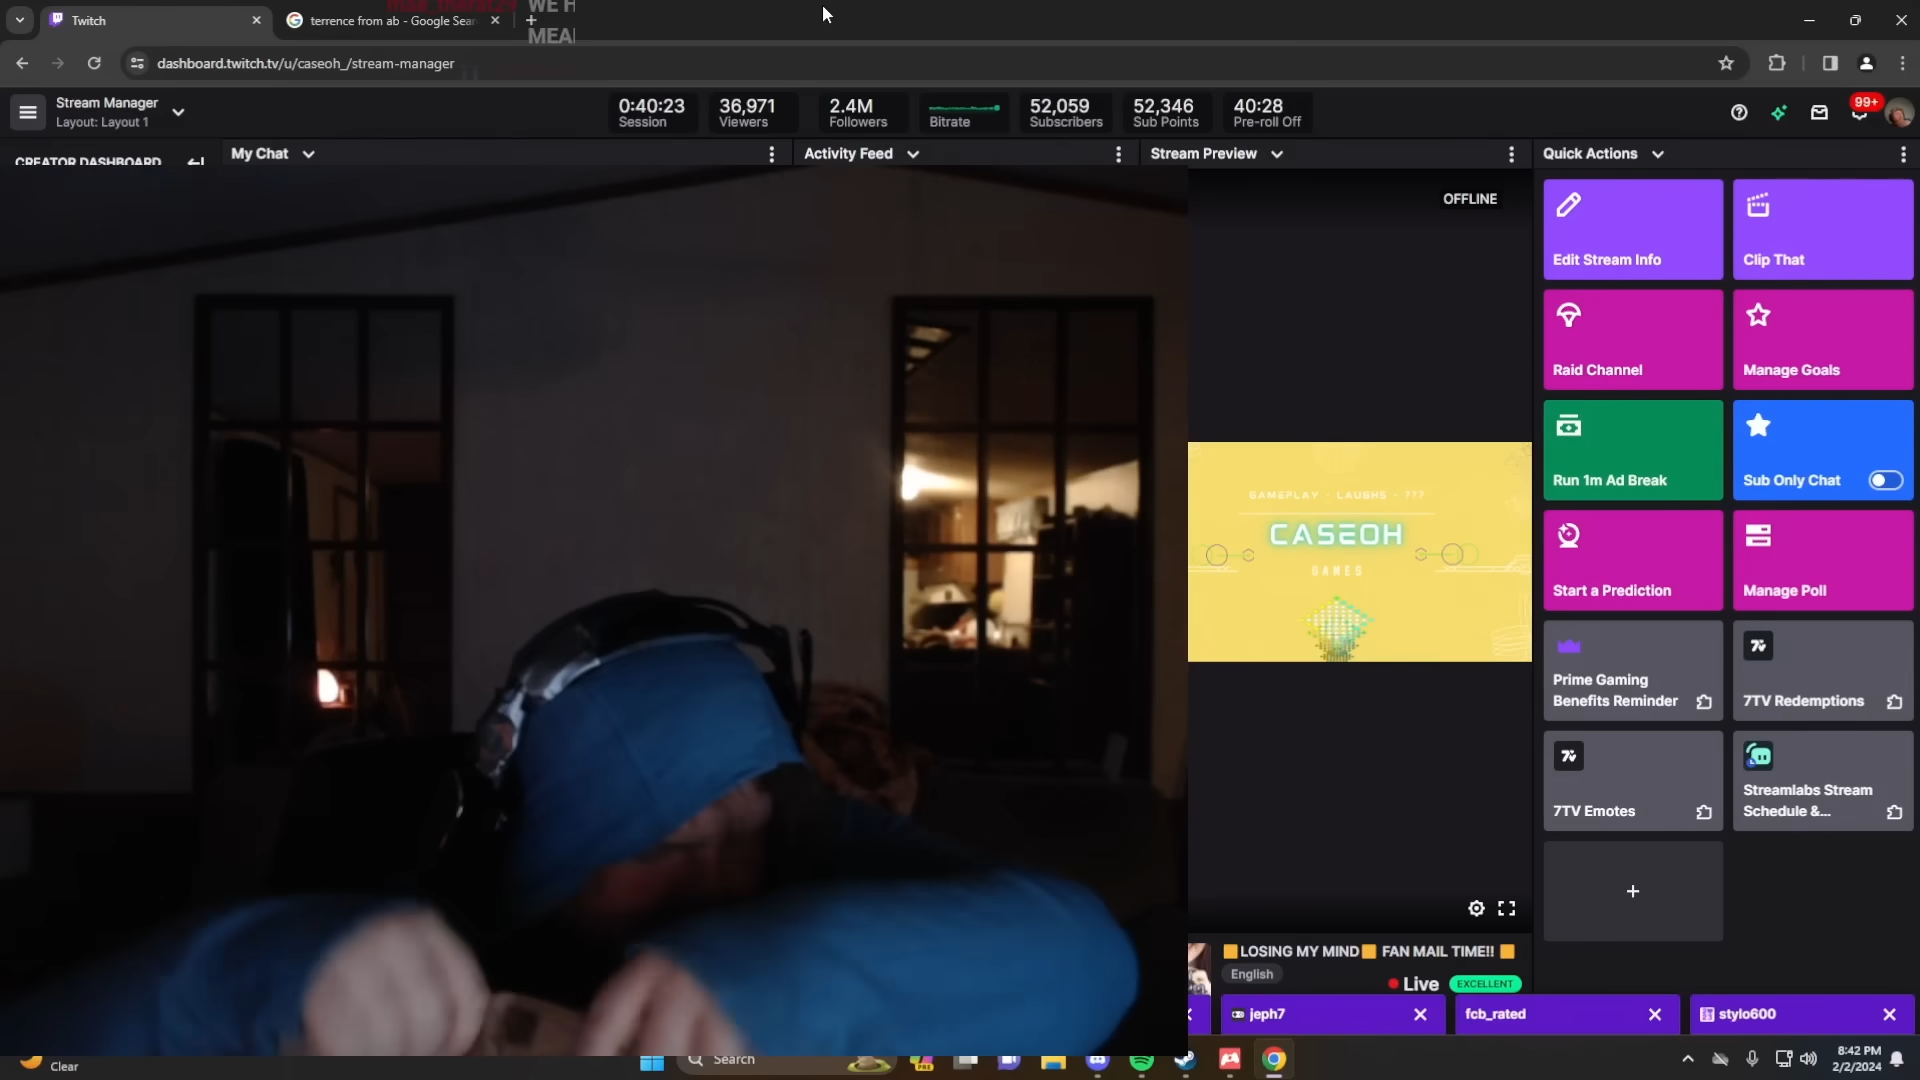 Twitch
terrence from ab - Google Sear
WE H
MEAI
dashboard.twitch.tv/u/caseoh_/stream-manager
Stream Manager
Layout: Layout 1
0:40:23
Session
36,971
Viewers
2.4M
Followers
Bitrate
52,059
Subscribers
52,346
Sub Points
40:28
Pre-roll Off
99+
CREATOR DASHBOARD
My Chat
Activity Feed
Stream Preview
Quick Actions
OFFLINE
Edit Stream Info
Clip That
Raid Channel
Manage Goals
Run 1m Ad Break
Sub Only Chat
Start a Prediction
Manage Poll
Prime Gaming
Benefits Reminder
7TV Redemptions
7TV Emotes
Streamlabs Stream
Schedule &...
GAMEPLAY - LAUGHS - ???
CASEOH
GAMES
LOSING MY MIND FAN MAIL TIME!!
English
Live
EXCELLENT
jeph7
fcb_rated
stylo600
Clear
Search
PRE
8:42 PM
2/2/2024